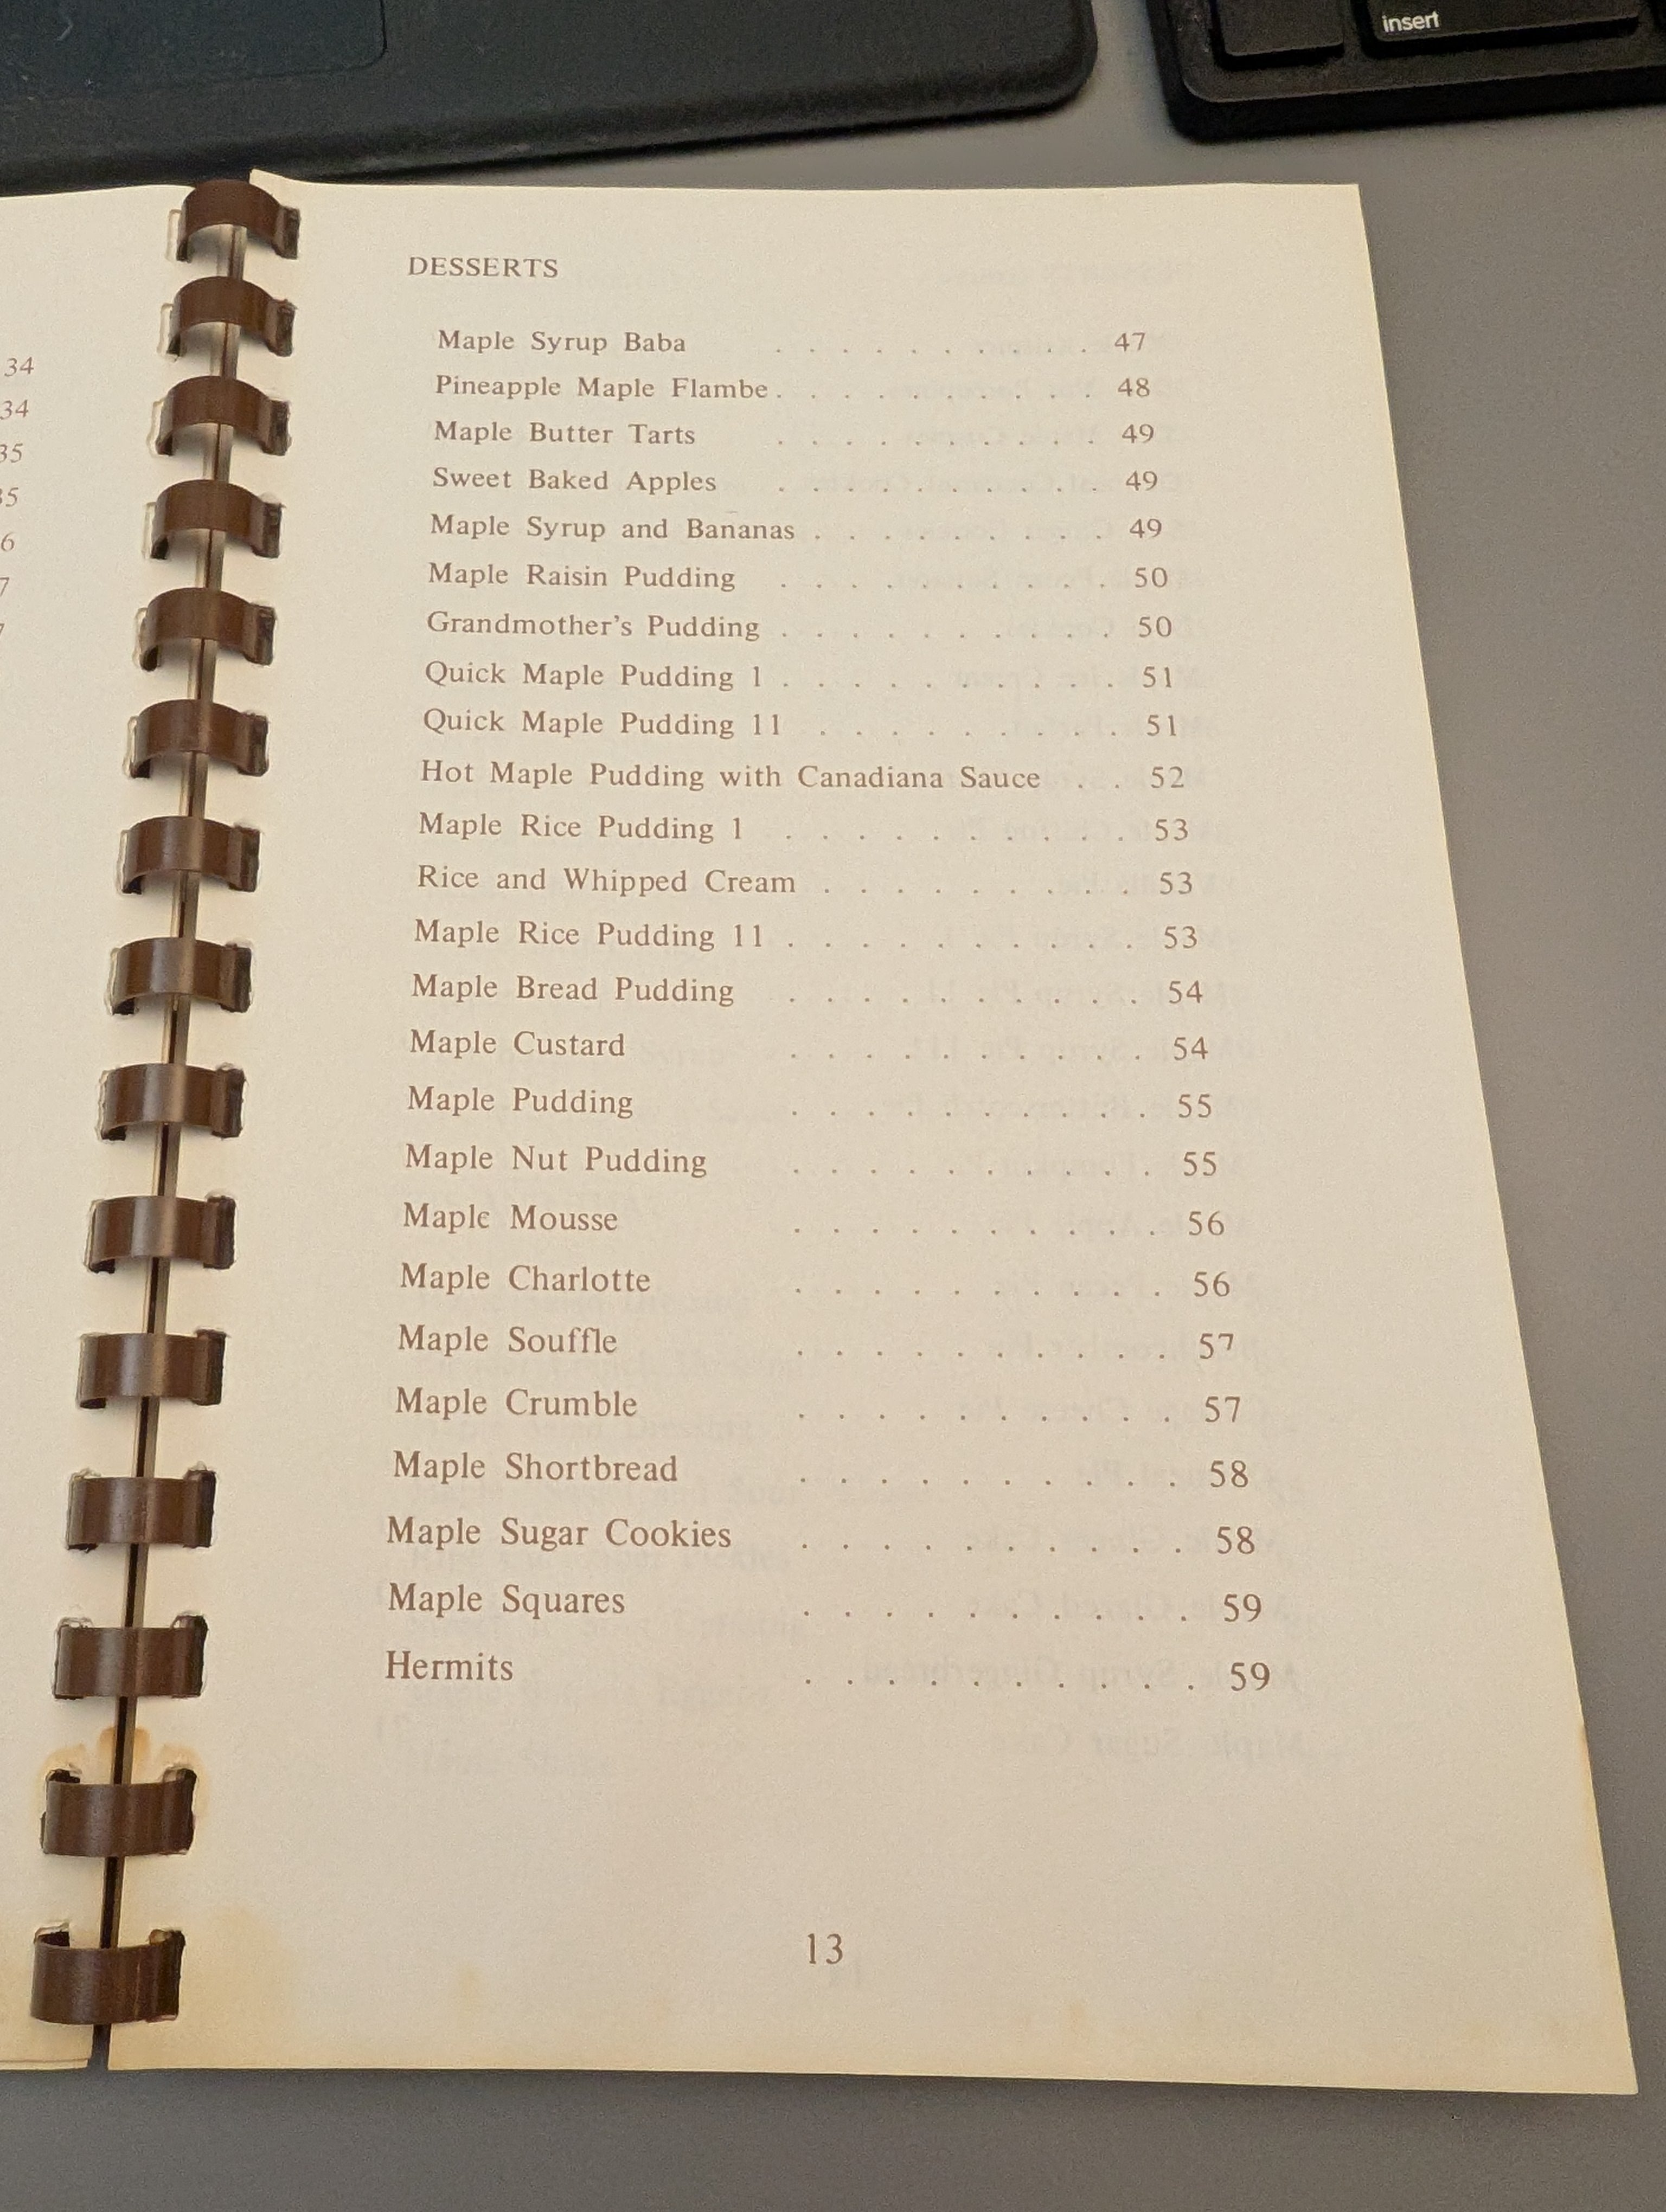 insert
34
34
35
35
6
7
7
DESSERTS
Maple Syrup Baba . . . . . . . . . . 47
Pineapple Maple Flambe . . . . . . . . . . 48
Maple Butter Tarts . . . . . . . . . . 49
Sweet Baked Apples . . . . . . . . . . 49
Maple Syrup and Bananas . . . . . . . . . 49
Maple Raisin Pudding . . . . . . . . . . 50
Grandmother's Pudding . . . . . . . . . . 50
Quick Maple Pudding 1 . . . . . . . . . . 51
Quick Maple Pudding 11 . . . . . . . . . 51
Hot Maple Pudding with Canadiana Sauce . . 52
Maple Rice Pudding 1 . . . . . . . . . . 53
Rice and Whipped Cream . . . . . . . . . 53
Maple Rice Pudding 11 . . . . . . . . . . 53
Maple Bread Pudding . . . . . . . . . . 54
Maple Custard . . . . . . . . . . 54
Maple Pudding . . . . . . . . . . 55
Maple Nut Pudding . . . . . . . . . . 55
Maple Mousse . . . . . . . . . . 56
Maple Charlotte . . . . . . . . . . 56
Maple Souffle . . . . . . . . . . 57
Maple Crumble . . . . . . . . . . 57
Maple Shortbread . . . . . . . . . . 58
Maple Sugar Cookies . . . . . . . . . . 58
Maple Squares . . . . . . . . . . 59
Hermits . . . . . . . . . . 59
13